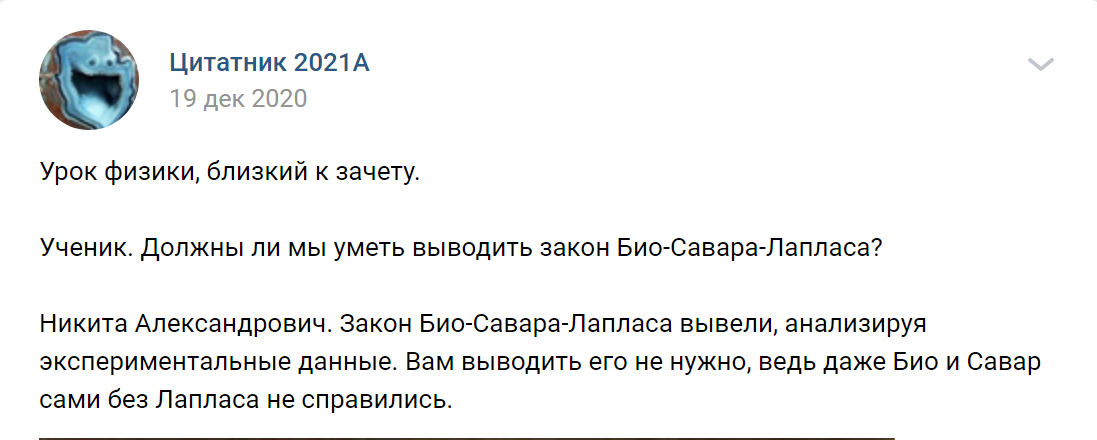 Цитатник 2021А
19 дек 2020
Урок физики, близкий к зачету.
Ученик. Должны ли мы уметь выводить закон Био-Савара-Лапласа?
Никита Александрович. Закон Био-Савара-Лапласа вывели, анализируя
экспериментальные данные. Вам выводить его не нужно, ведь даже Био и Савар
сами без Лапласа не справились.